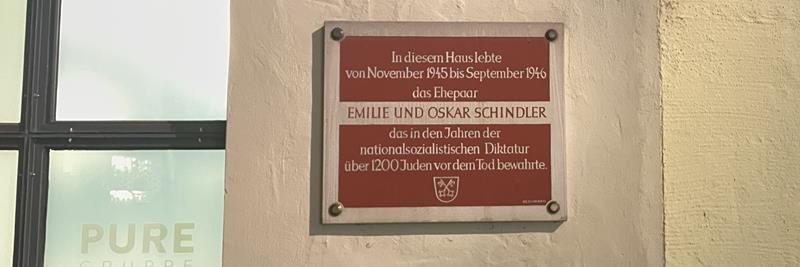 In diesem Haus lebte
von November 1945 bis September 1946
das Ehepaar
EMILIE UND OSKAR SCHINDLER
das in den Jahren der
nationalsozialistischen Diktatur
über 1200 Juden vor dem Tod bewahrte.
PURE
GRUPPE